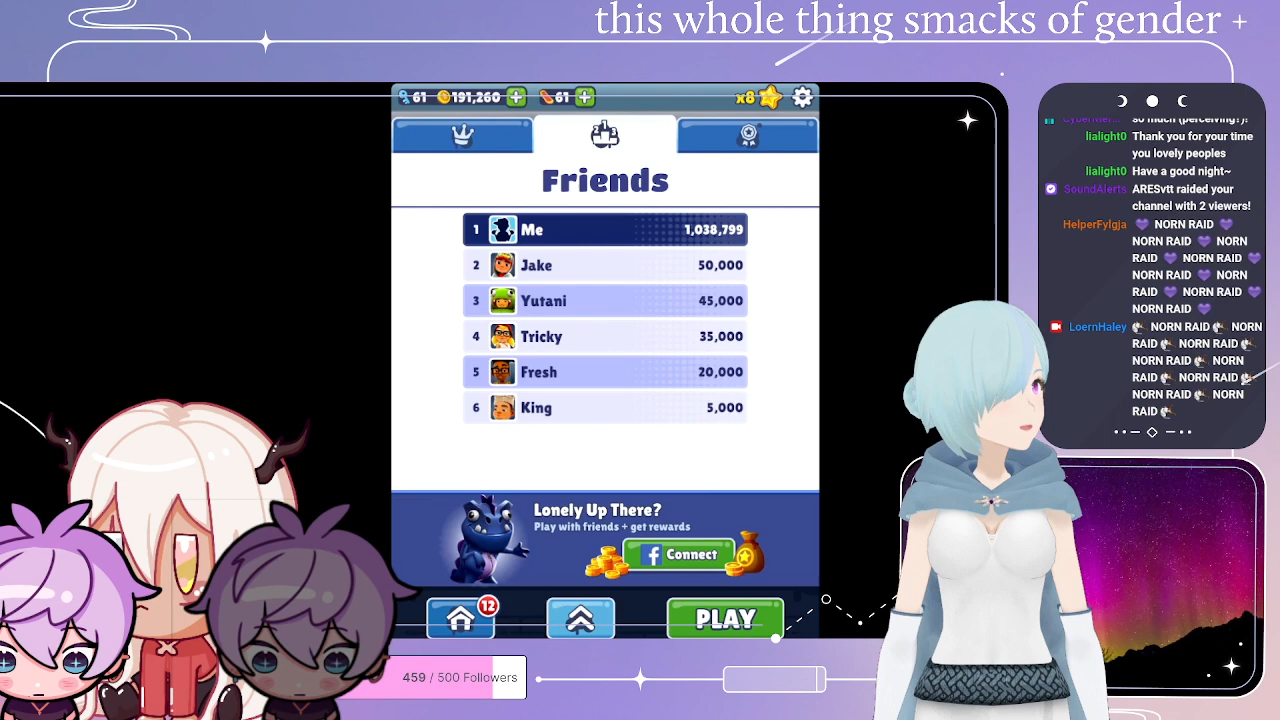 this whole thing smacks of gender +
61 191,260 61 x8
Friends
1 Me 1,038,799
2 Jake 50,000
3 Yutani 45,000
4 Tricky 35,000
5 Fresh 20,000
6 King 5,000
Lonely Up There?
Play with friends + get rewards
Connect
12
PLAY
459 / 500 Followers
so much (perceiving?)!
lialight0 Thank you for your time
you lovely peoples
lialight0 Have a good night~
SoundAlerts ARESvtt raided your
channel with 2 viewers!
HelperFylgja NORN RAID
NORN RAID NORN
RAID NORN RAID
NORN RAID NORN
RAID NORN RAID
NORN RAID
LoernHaley NORN RAID NORN
RAID NORN RAID
NORN RAID NORN
RAID NORN RAID
NORN RAID NORN
RAID